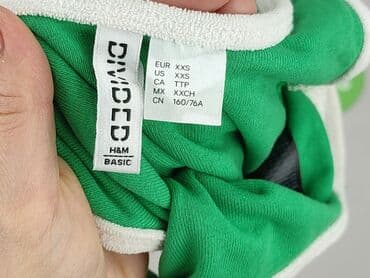 DIVIDED
H&M
BASIC
EUR XXS
US XXS
CA TTP
MX XXCH
CN 160/76A